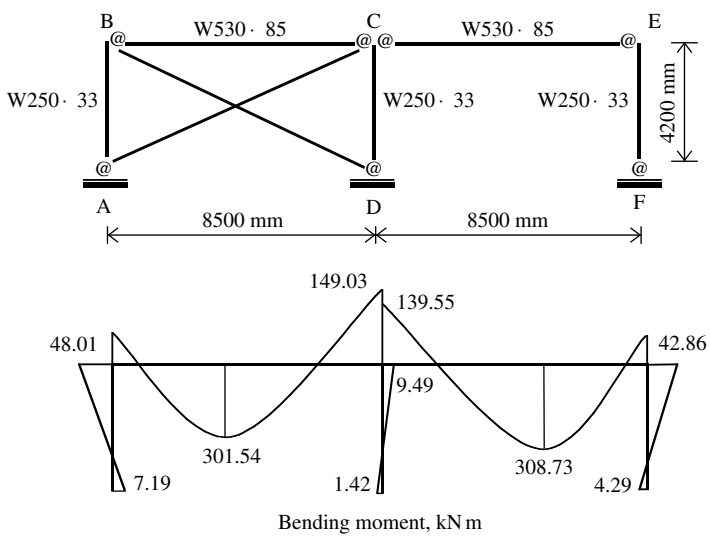 B C E
@ W530 · 85 @ @ W530 · 85 @
W250 · 33 W250 · 33 W250 · 33 4200 mm
@ @ @
A D F
8500 mm 8500 mm
149.03
139.55
48.01 42.86
9.49
301.54 308.73
7.19 1.42 4.29
Bending moment, kN m